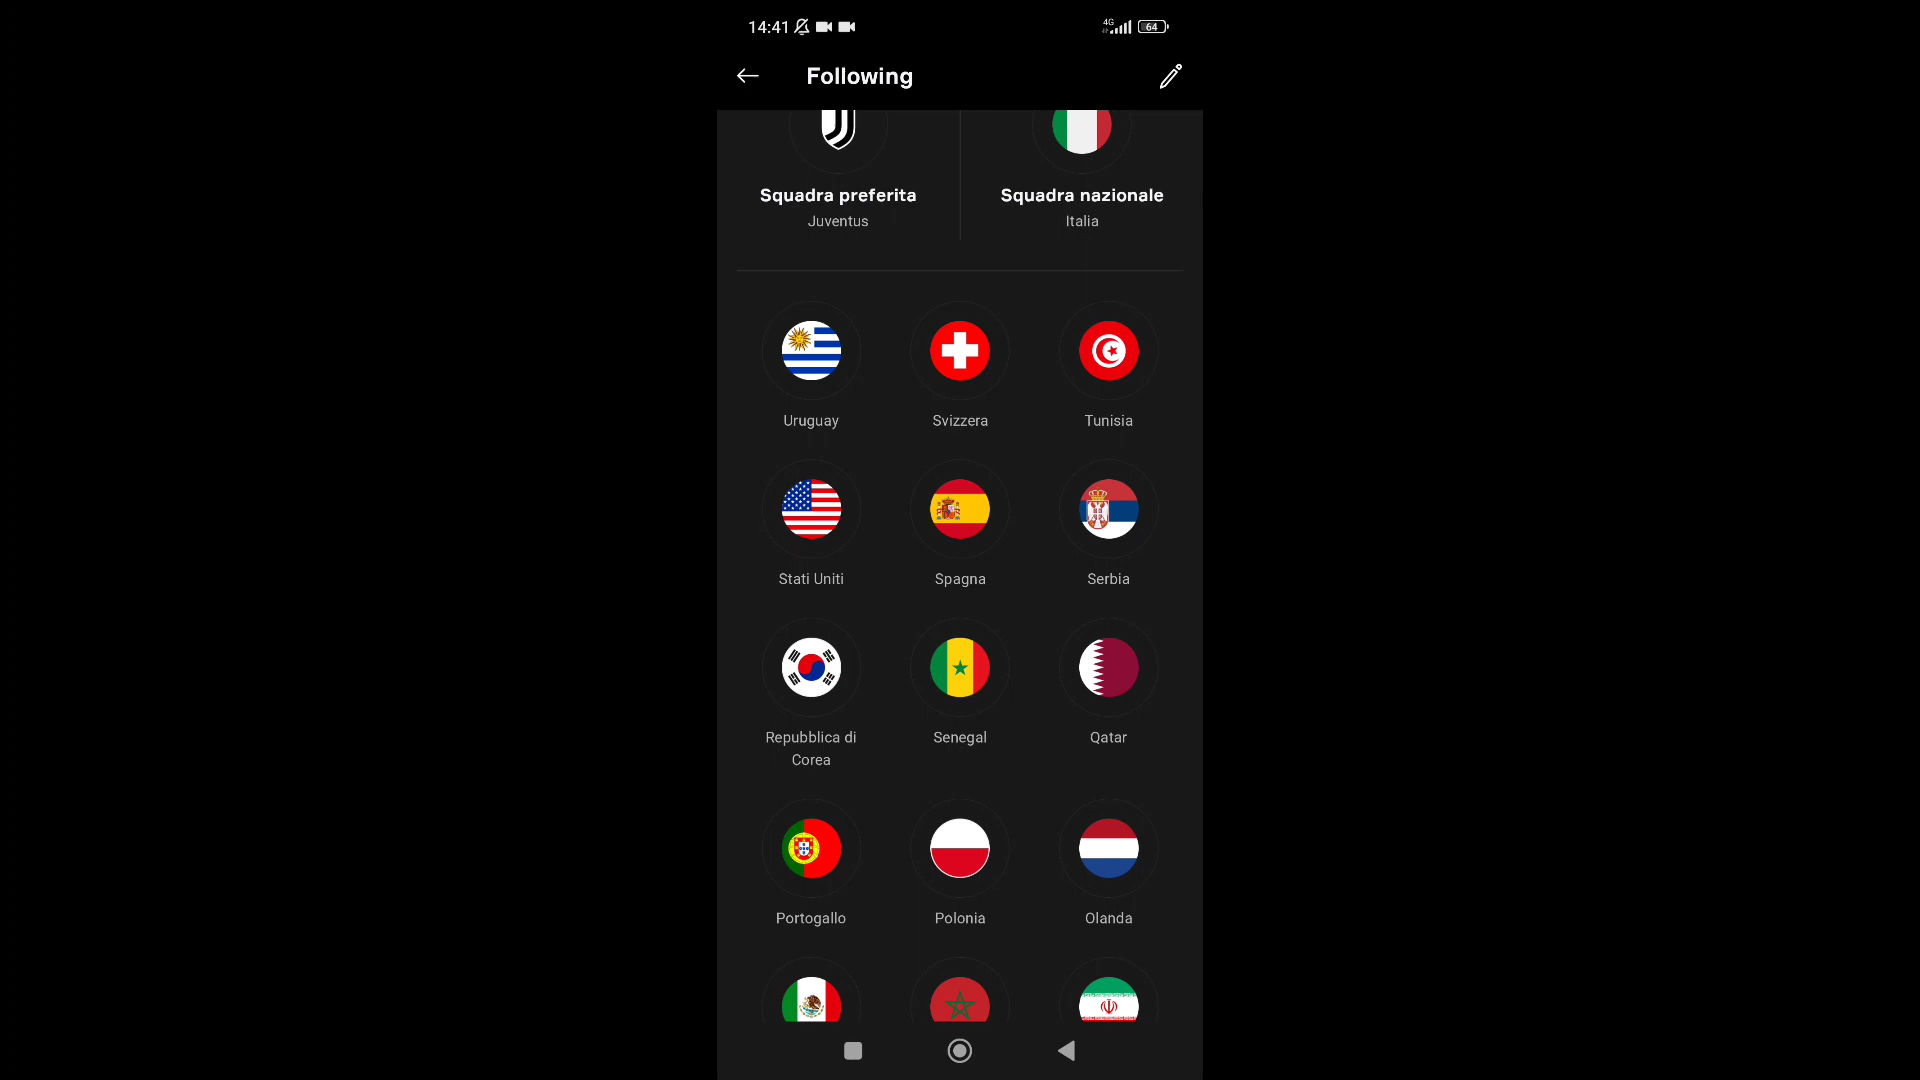 14:41
4G
64
Following
Squadra preferita
Squadra nazionale
Juventus
Italia
Uruguay
Svizzera
Tunisia
Stati Uniti
Spagna
Serbia
Repubblica di
Corea
Senegal
Qatar
Portogallo
Polonia
Olanda